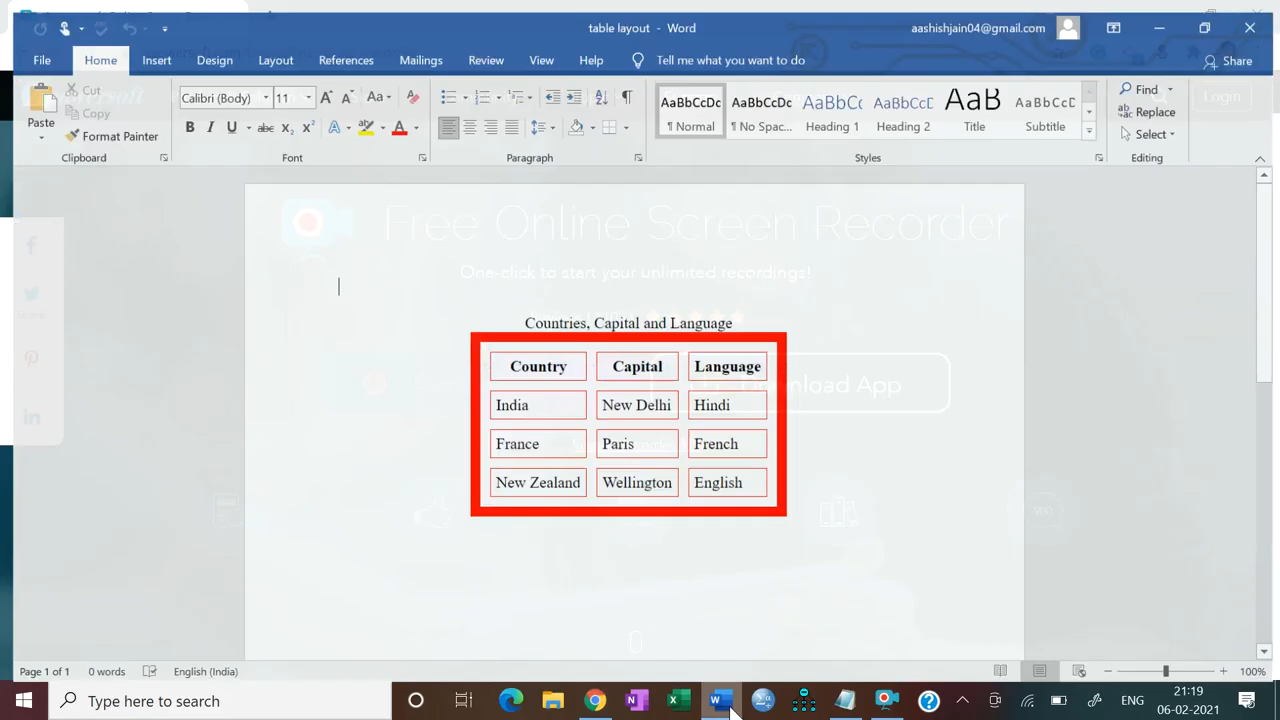 table layout - Word
aashishjain04@gmail.com
File Home Insert Design Layout References Mailings Review View Help Tell me what you want to do Share
Paste Cut Copy Format Painter
Calibri (Body) 11
AaBbCcDc AaBbCcDc AaBbCc AaBbCcD AaB AaBbCcD
¶ Normal ¶ No Spac... Heading 1 Heading 2 Title Subtitle
Find Replace Select
Clipboard Font Paragraph Styles Editing
Login
Free Online Screen Recorder
One-click to start your unlimited recordings!
Countries, Capital and Language
Country Capital Language
India New Delhi Hindi
France Paris French
New Zealand Wellington English
Download App
Page 1 of 1 0 words English (India) 100%
Type here to search
ENG
21:19
06-02-2021